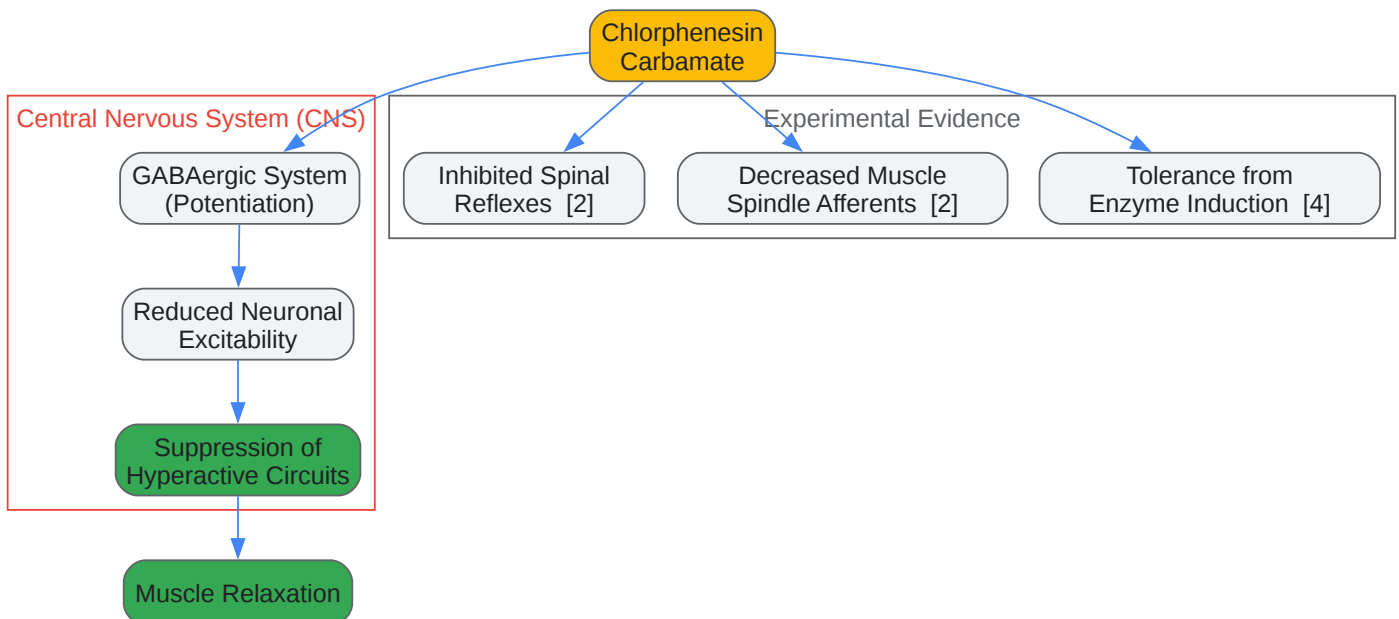 Chlorphenesin
Carbamate
Central Nervous System (CNS)
Experimental Evidence
GABAergic System
(Potentiation)
Inhibited Spinal
Reflexes [2]
Decreased Muscle
Spindle Afferents [2]
Tolerance from
Enzyme Induction [4]
Reduced Neuronal
Excitability
Suppression of
Hyperactive Circuits
Muscle Relaxation